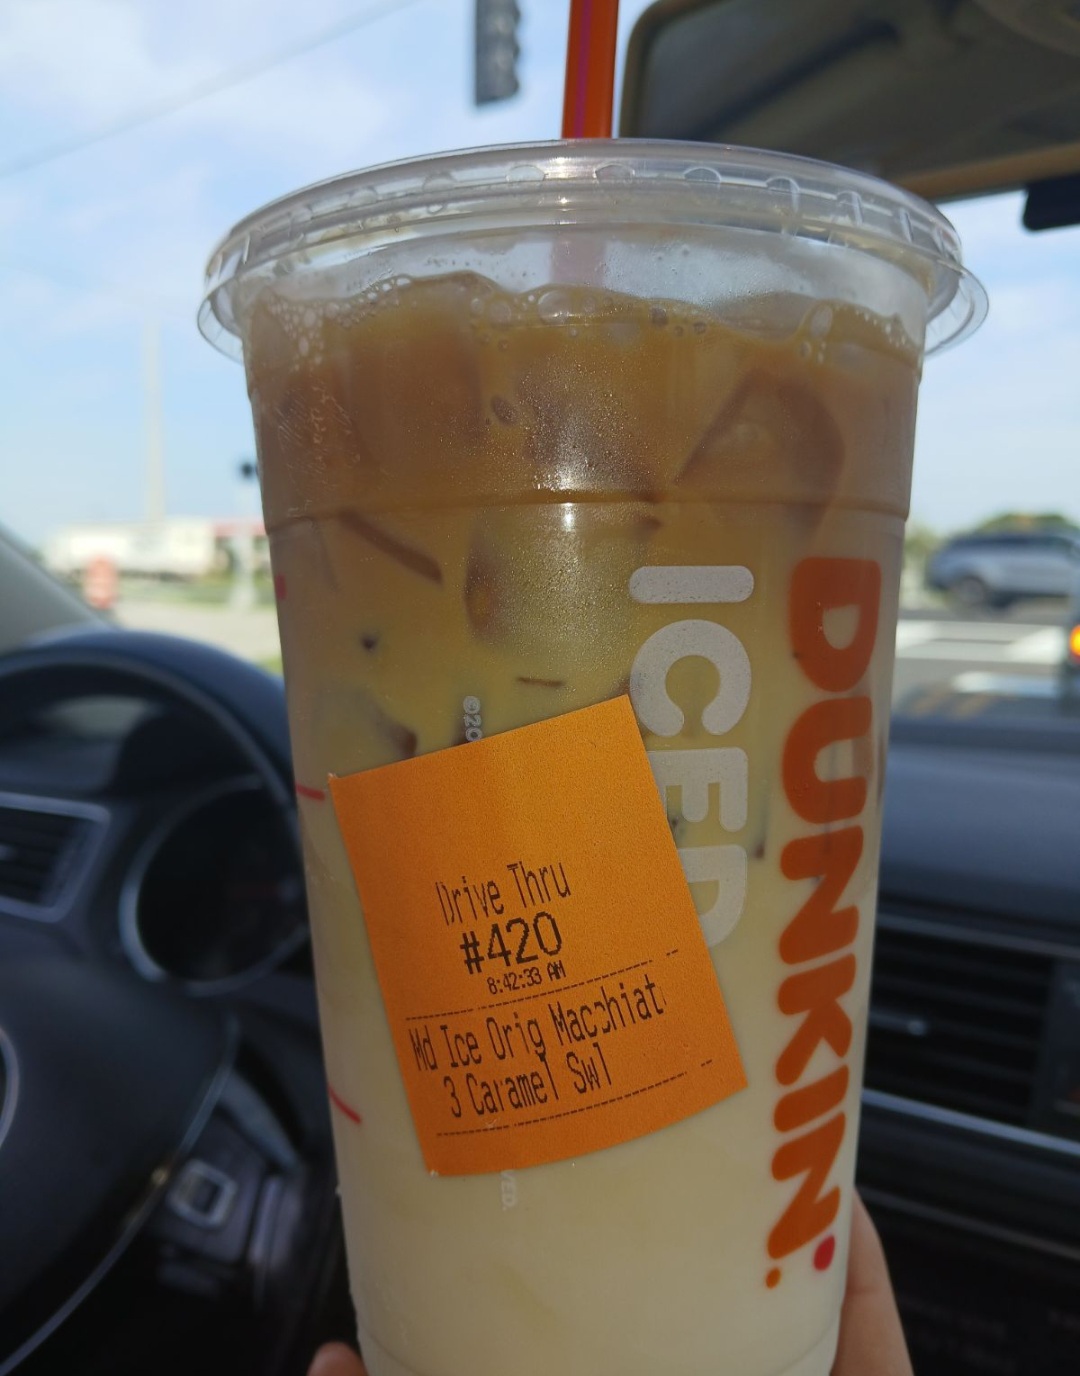 ICED
DUNKIN'
Drive Thru
#420
8:42:33 AM
Md Ice Orig Macchiat
3 Caramel Swl